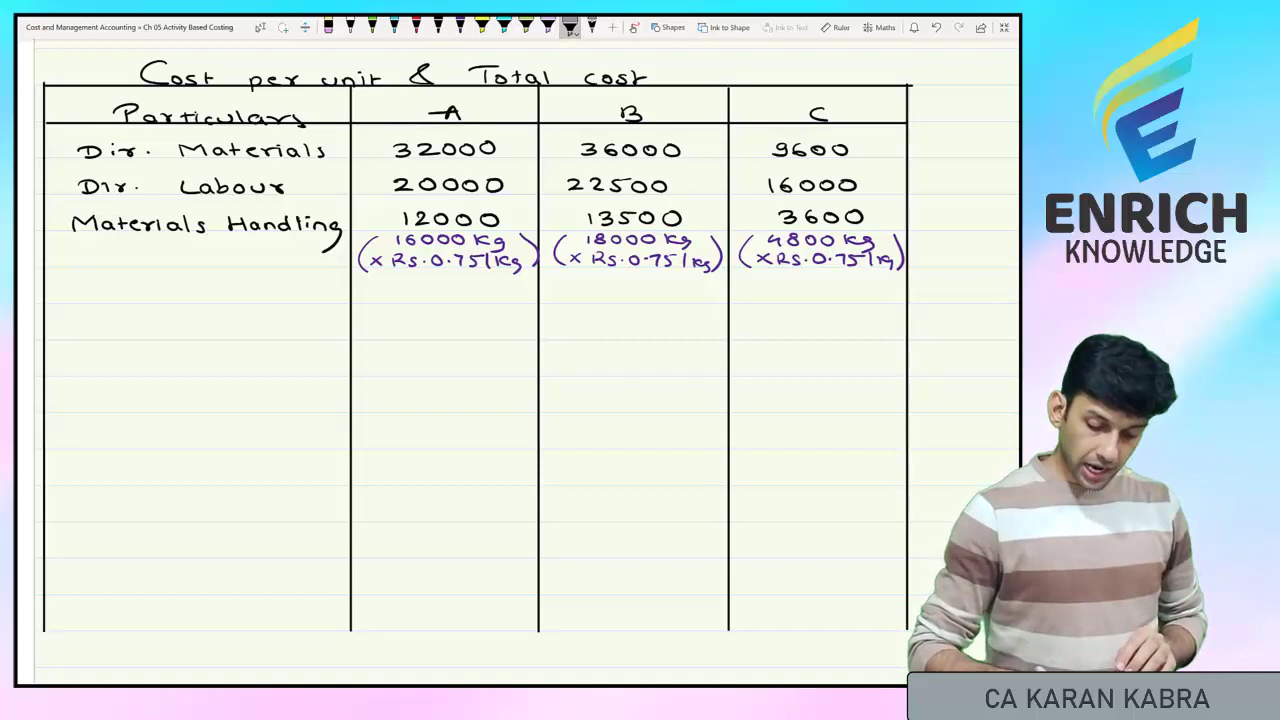 Cost and Management Accounting » Ch 05 Activity Based Costing
Shapes Ink to Shape Ink to Text Ruler Maths
Cost per unit & Total cost
Particulars A B C
Dir. Materials 32000 36000 9600
Dir. Labour 20000 22500 16000
Materials Handling 12000 13500 3600
(16000 Kg (18000 Kg (4800 Kg
x Rs. 0.75/Kg) x Rs. 0.75/Kg) x Rs. 0.75/Kg)
ENRICH
KNOWLEDGE
CA KARAN KABRA